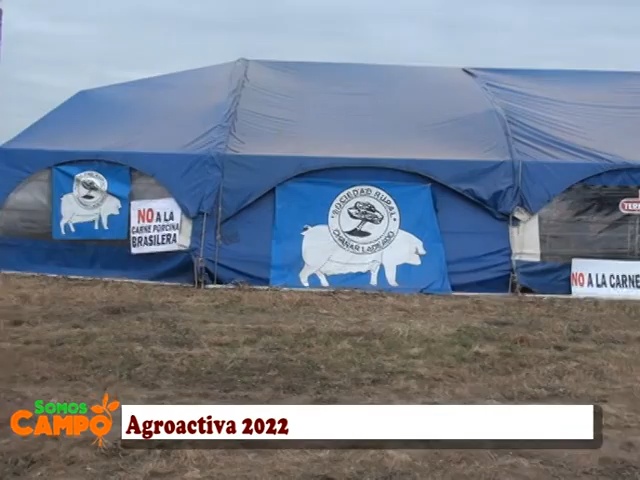 SOCIEDAD RURAL
CHAÑAR LADEADO
NO A LA
CARNE PORCINA
BRASILERA
NO A LA CARNE
SOMOS
CAMPO
Agroactiva 2022